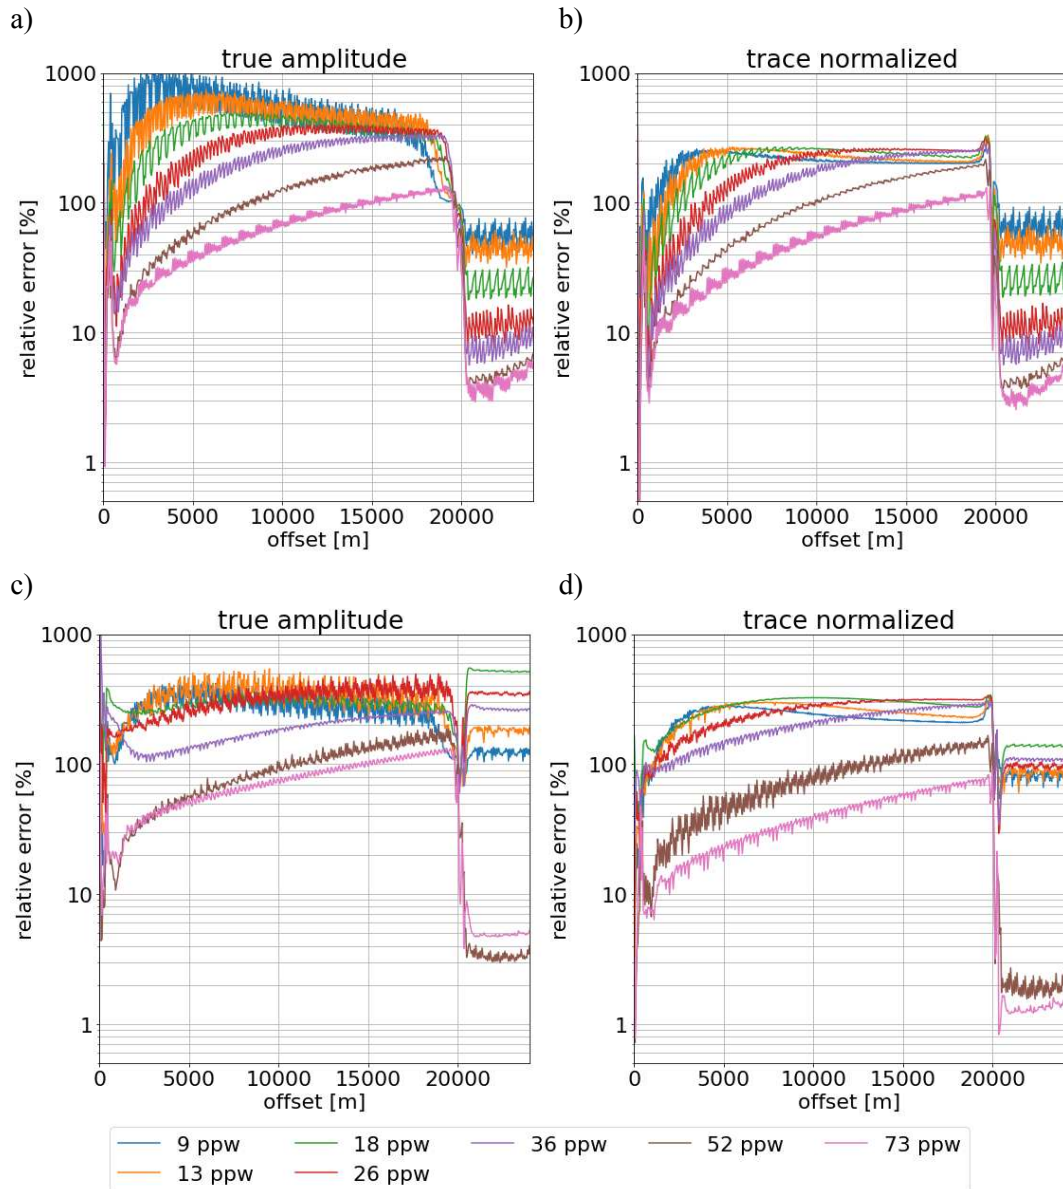 a)
b)
true amplitude
trace normalized
1000
1000
100
100
10
10
1
1
relative error [%]
relative error [%]
0 5000 10000 15000 20000
0 5000 10000 15000 20000
offset [m]
offset [m]
c)
d)
true amplitude
trace normalized
1000
1000
100
100
10
10
1
1
relative error [%]
relative error [%]
0 5000 10000 15000 20000
0 5000 10000 15000 20000
offset [m]
offset [m]
9 ppw 18 ppw 36 ppw 52 ppw 73 ppw
13 ppw 26 ppw